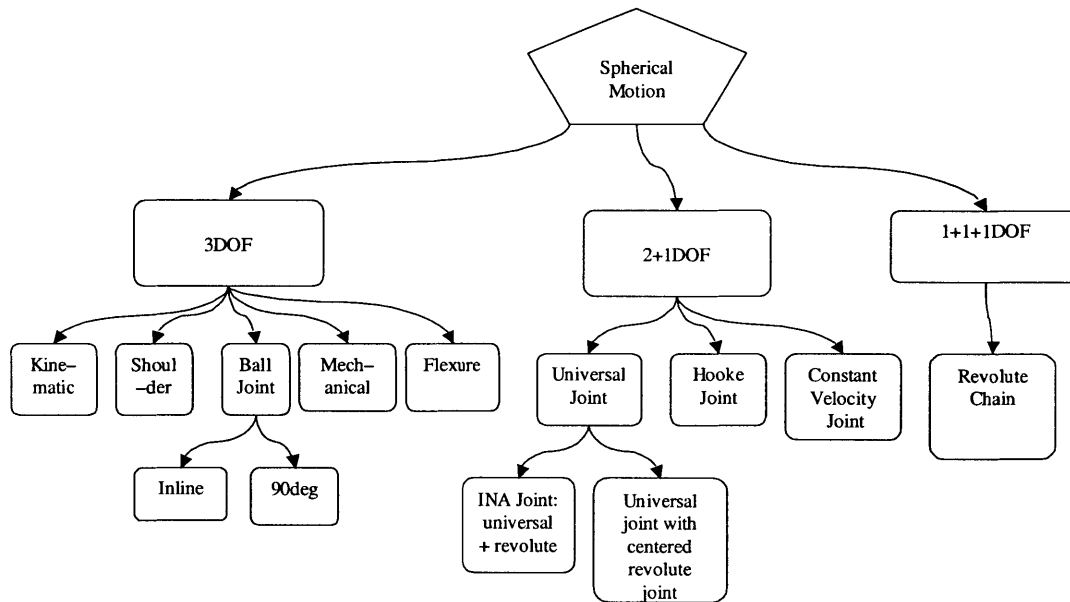 Spherical
Motion
3DOF
2+1DOF
1+1+1DOF
Kine–
matic
Shoul
–der
Ball
Joint
Mech–
anical
Flexure
Universal
Joint
Hooke
Joint
Constant
Velocity
Joint
Revolute
Chain
Inline
90deg
INA Joint:
universal
+ revolute
Universal
joint with
centered
revolute
joint